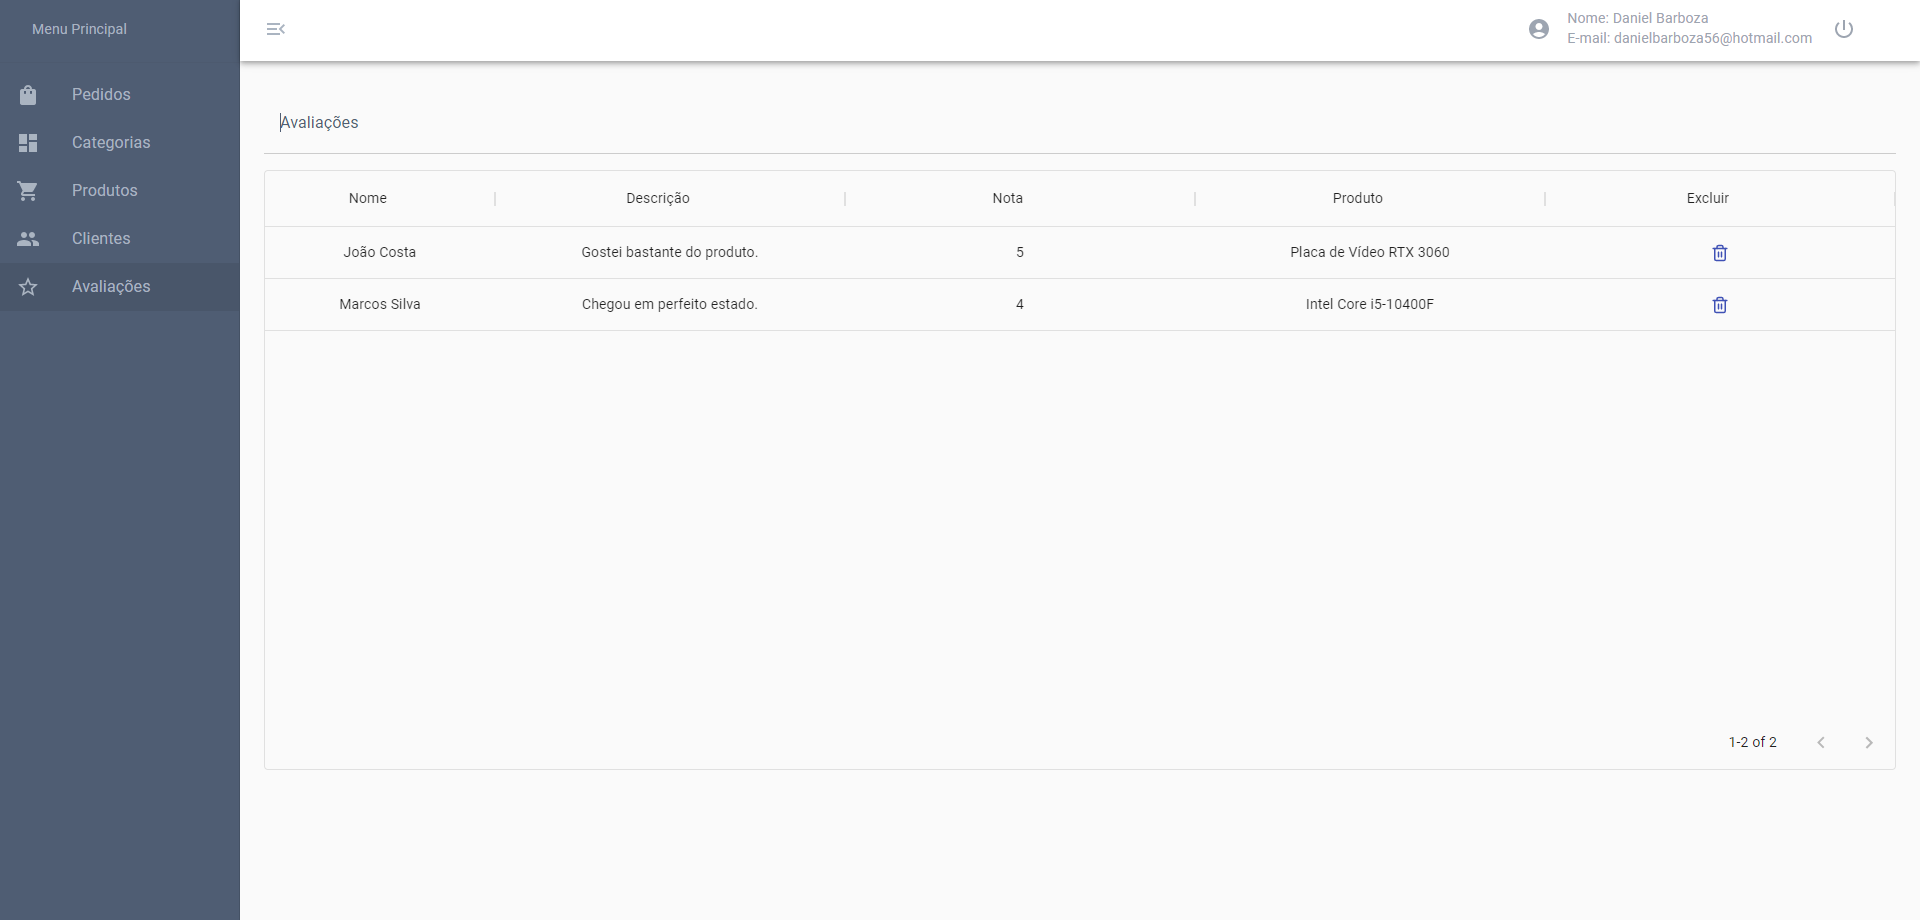 Menu Principal
Nome: Daniel Barboza
E-mail: danielbarboza56@hotmail.com
Pedidos
Categorias
Produtos
Clientes
Avaliações
Avaliações
Nome Descrição Nota Produto Excluir
João Costa Gostei bastante do produto. 5 Placa de Vídeo RTX 3060
Marcos Silva Chegou em perfeito estado. 4 Intel Core i5-10400F
1-2 of 2